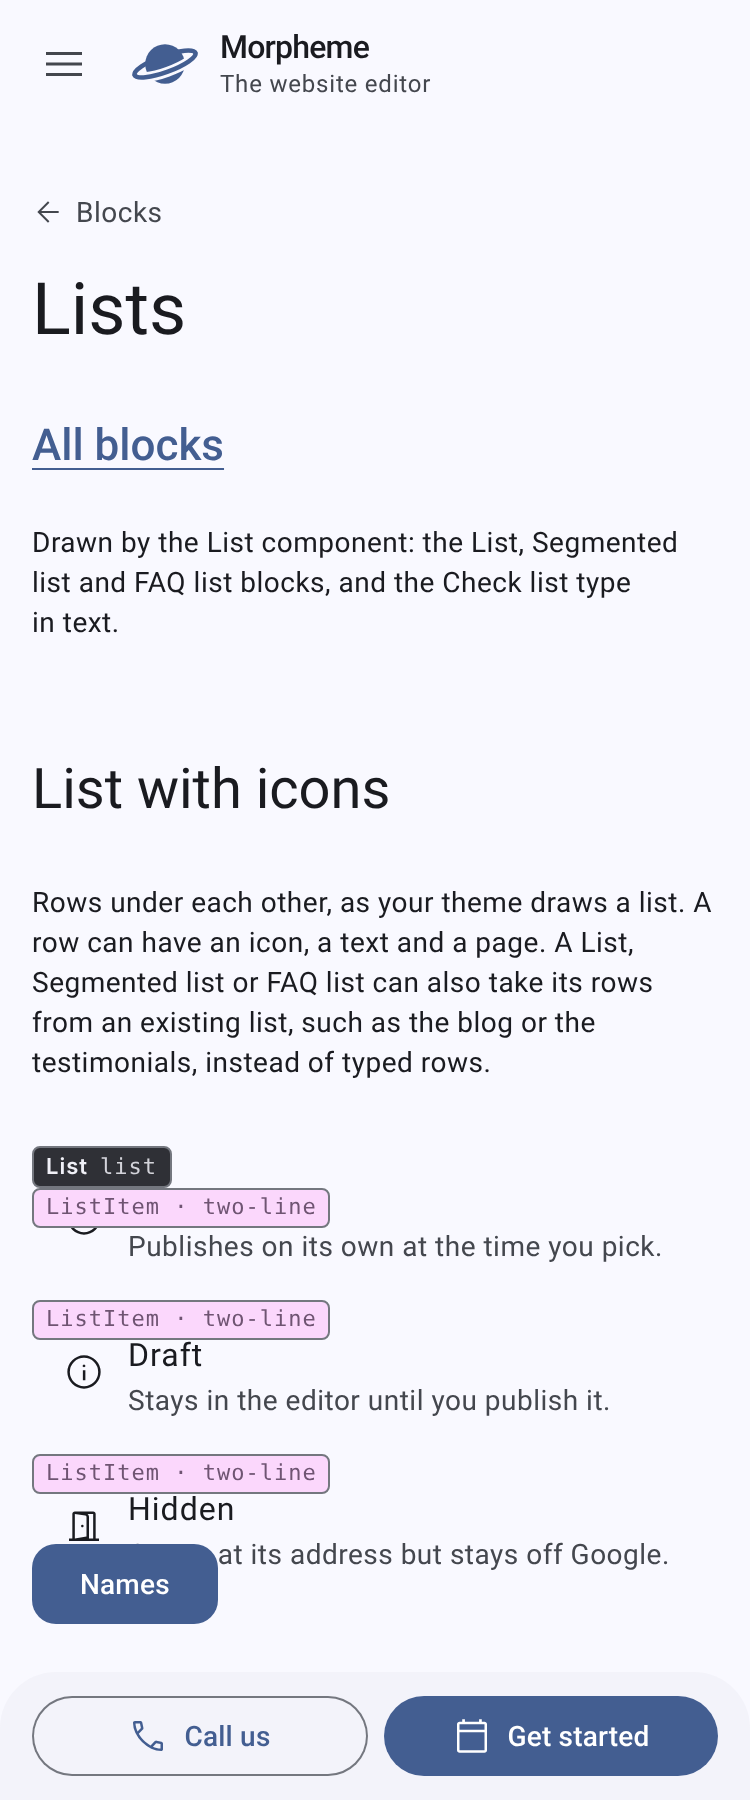 Morpheme
The website editor
Blocks
Lists
All blocks
Drawn by the List component: the List, Segmented
list and FAQ list blocks, and the Check list type
in text.
List with icons
Rows under each other, as your theme draws a list. A
row can have an icon, a text and a page. A List,
Segmented list or FAQ list can also take its rows
from an existing list, such as the blog or the
testimonials, instead of typed rows.
List list
ListItem · two-line
Publishes on its own at the time you pick.
ListItem · two-line
Draft
Stays in the editor until you publish it.
ListItem · two-line
Hidden
at its address but stays off Google.
Names
Call us
Get started